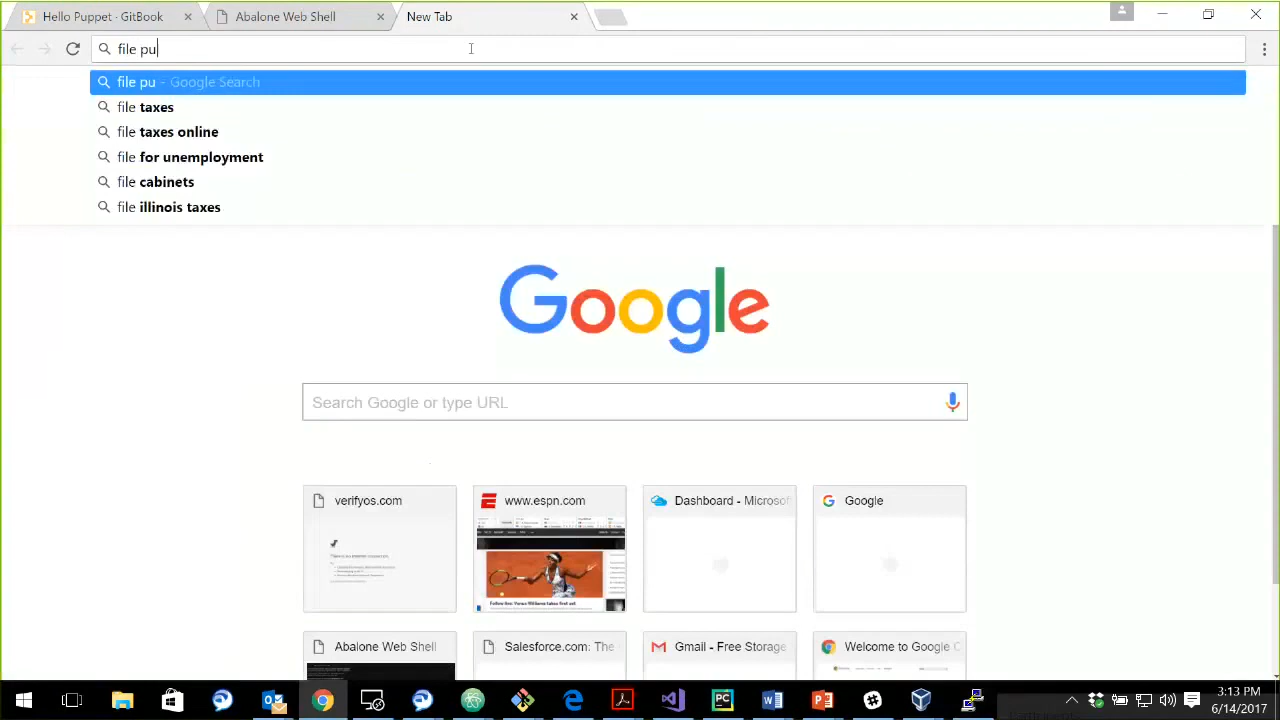 Hello Puppet · GitBook
Abalone Web Shell
New Tab
file pu
file pu - Google Search
file taxes
file taxes online
file for unemployment
file cabinets
file illinois taxes
Google
Search Google or type URL
verifyos.com
www.espn.com
Dashboard - Microsof
Google
Abalone Web Shell
Salesforce.com: The
Gmail - Free Storage
Welcome to Google C
3:13 PM
6/14/2017